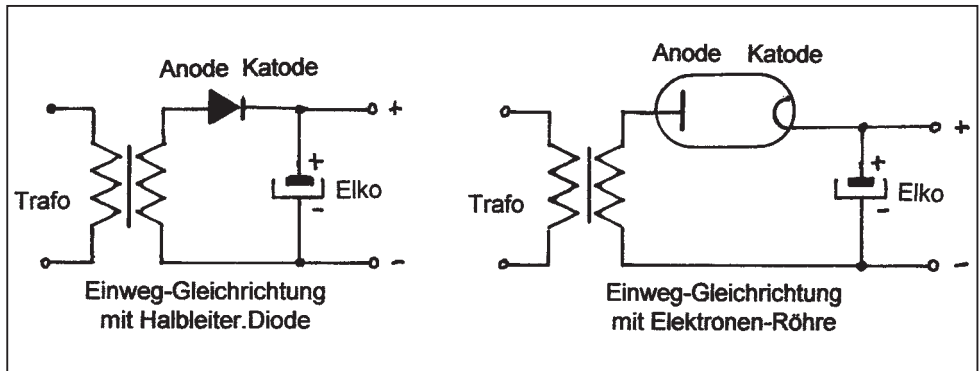 Anode Katode
Trafo
+
Elko
-
+
-
Einweg-Gleichrichtung
mit Halbleiter.Diode
Anode Katode
Trafo
+
Elko
-
+
-
Einweg-Gleichrichtung
mit Elektronen-Röhre